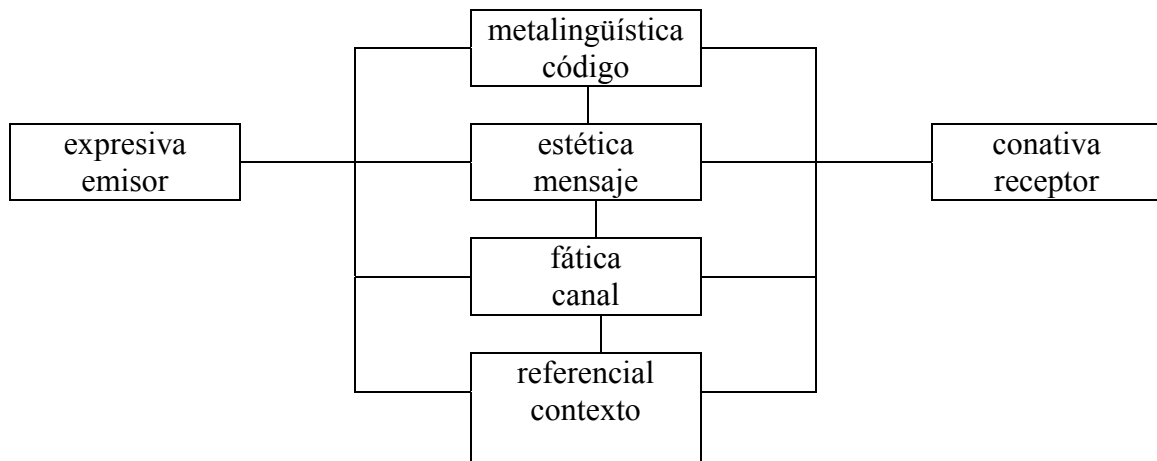 metalingüística
código
expresiva
emisor
estética
mensaje
conativa
receptor
fática
canal
referencial
contexto